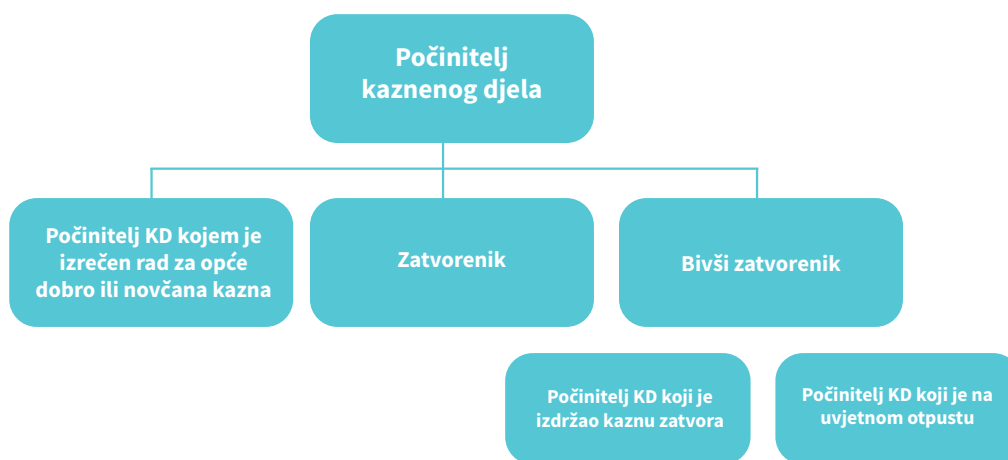 Počinitelj
kaznenog djela
Počinitelj KD kojem je
izrečen rad za opće
dobro ili novčana kazna
Zatvorenik
Bivši zatvorenik
Počinitelj KD koji je
izdržao kaznu zatvora
Počinitelj KD koji je na
uvjetnom otpustu